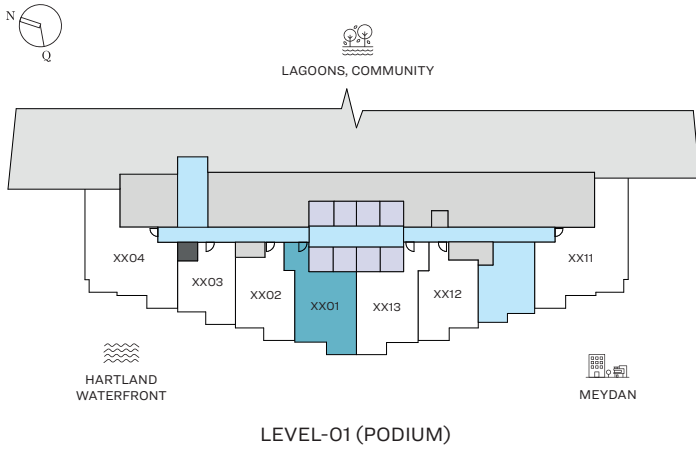 N
Q
LAGOONS, COMMUNITY
XX04
XX03
XX02
XX01
XX13
XX12
XX11
HARTLAND
WATERFRONT
MEYDAN
LEVEL-01 (PODIUM)